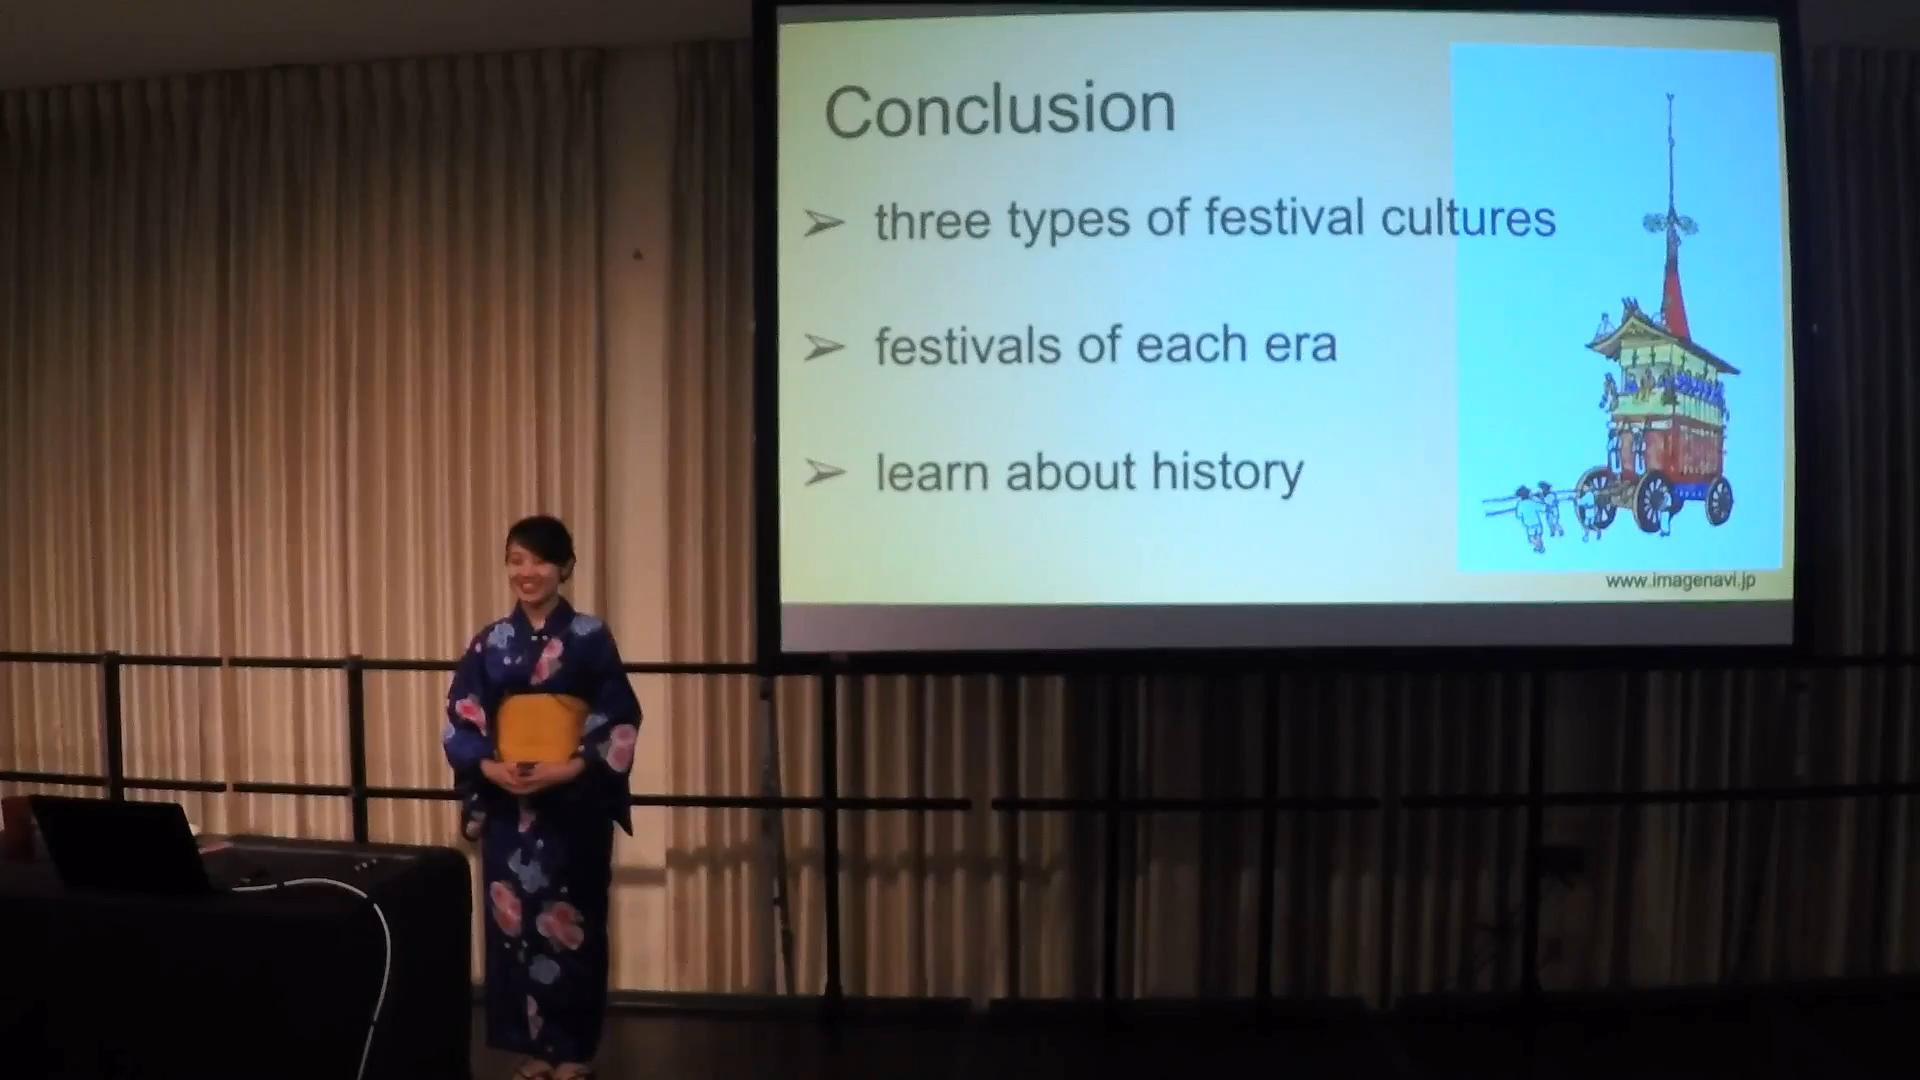 Conclusion
➢ three types of festival cultures
➢ festivals of each era
➢ learn about history
www.imagenavi.jp